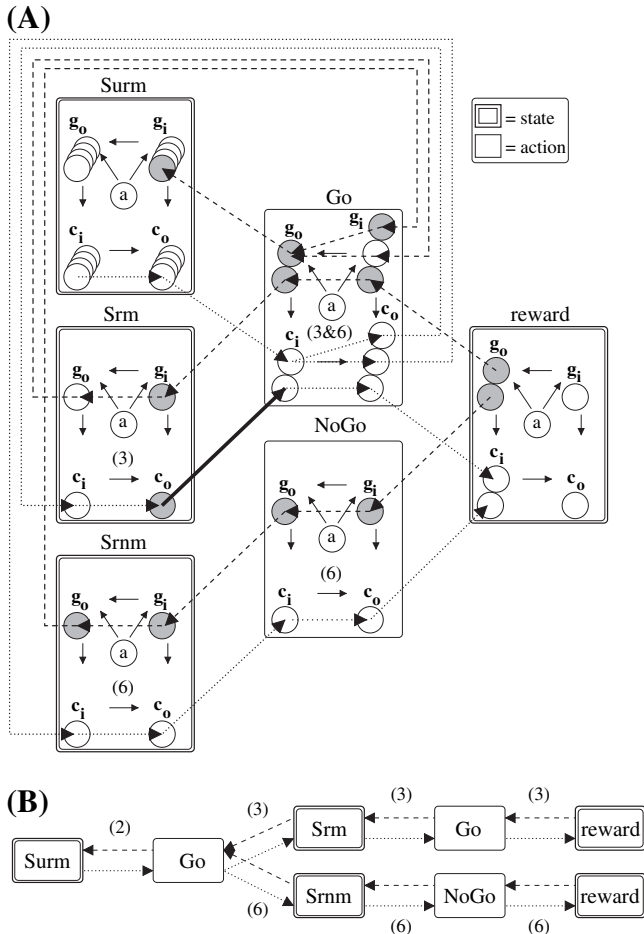 (A)
Surm
g_o g_i
a
c_i c_o
= state
= action
Go
g_o g_i
a
(3&6)
c_i c_o
Srm
g_o g_i
a
(3)
c_i c_o
reward
g_o g_i
a
c_i c_o
NoGo
g_o g_i
a
(6)
c_i c_o
Srnm
g_o g_i
a
(6)
c_i c_o
(B)
(3) (3) (3)
(2) Srm Go reward
Surm Go
Srnm NoGo reward
(6) (6) (6)